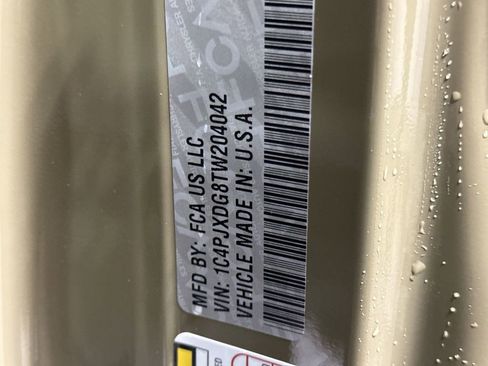 MFD BY: FCA US LLC
VIN: 1C4PJXDG8TW204042
VEHICLE MADE IN: U.S.A.